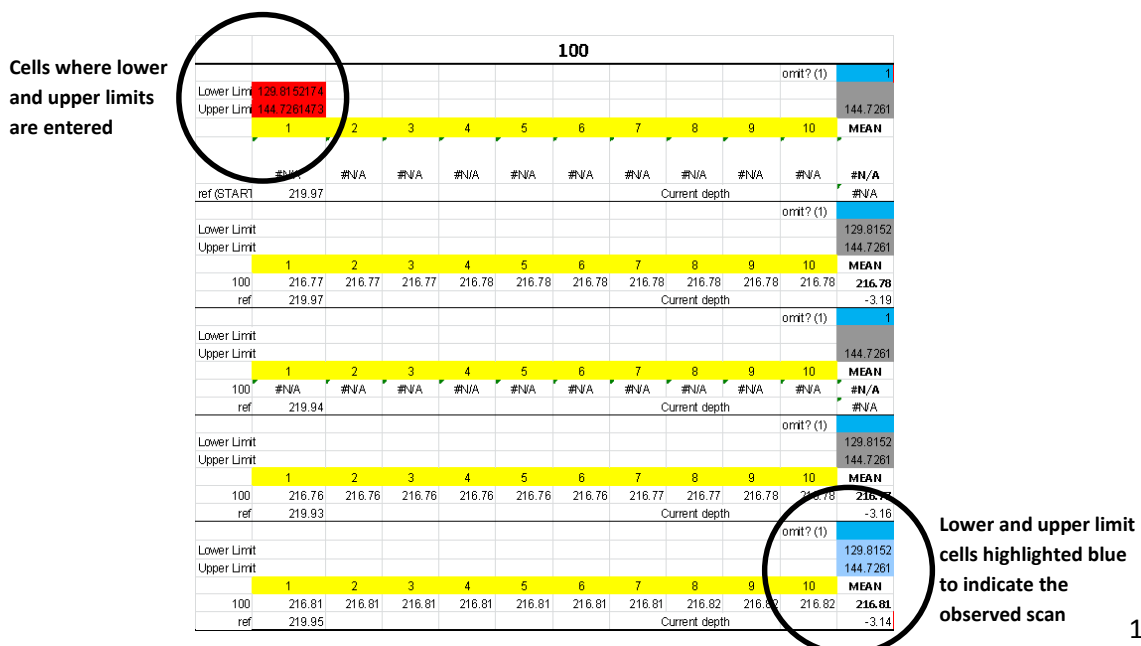 100
Cells where lower
and upper limits
are entered
omit? (1) 1
Lower Lim 129.8152174
Upper Limi 144.7261473 144.7261
1 2 3 4 5 6 7 8 9 10 MEAN
#N/A #N/A #N/A #N/A #N/A #N/A #N/A #N/A #N/A #N/A #N/A
ref (START 219.97 Current depth #N/A
omit? (1)
Lower Limit 129.8152
Upper Limit 144.7261
1 2 3 4 5 6 7 8 9 10 MEAN
100 216.77 216.77 216.77 216.78 216.78 216.78 216.78 216.78 216.78 216.78 216.78
ref 219.97 Current depth -3.19
omit? (1) 1
Lower Limit
Upper Limit 144.7261
1 2 3 4 5 6 7 8 9 10 MEAN
100 #N/A #N/A #N/A #N/A #N/A #N/A #N/A #N/A #N/A #N/A #N/A
ref 219.94 Current depth #N/A
omit? (1)
Lower Limit 129.8152
Upper Limit 144.7261
1 2 3 4 5 6 7 8 9 10 MEAN
100 216.76 216.76 216.76 216.76 216.76 216.76 216.77 216.77 216.78 216.78 216.77
ref 219.93 Current depth -3.16
omit? (1)
Lower Limit 129.8152
Upper Limit 144.7261
1 2 3 4 5 6 7 8 9 10 MEAN
100 216.81 216.81 216.81 216.81 216.81 216.81 216.81 216.82 216.82 216.82 216.81
ref 219.95 Current depth -3.14
Lower and upper limit
cells highlighted blue
to indicate the
observed scan
1